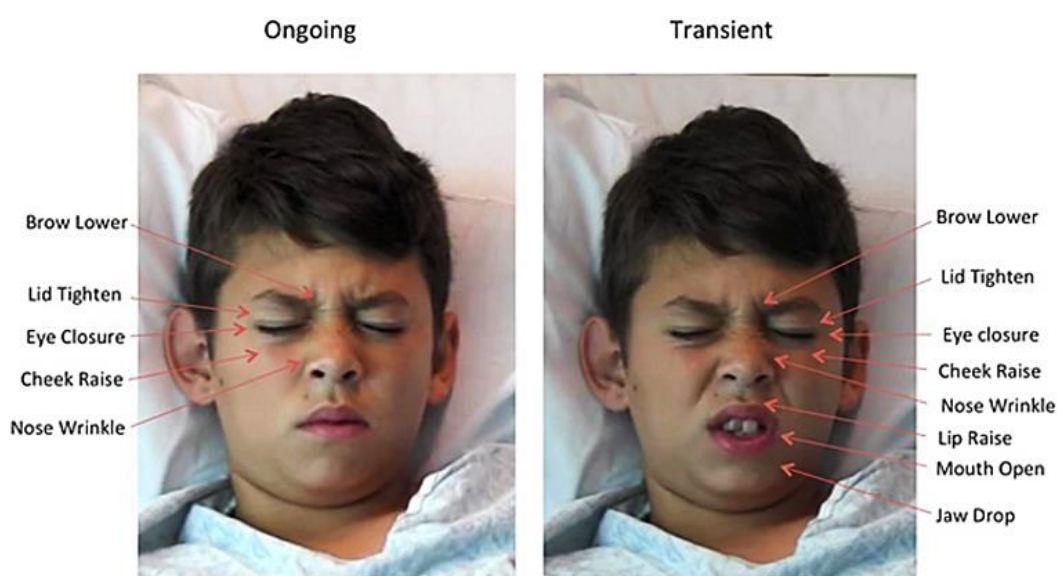 Ongoing
Transient
Brow Lower
Lid Tighten
Eye Closure
Cheek Raise
Nose Wrinkle
Brow Lower
Lid Tighten
Eye closure
Cheek Raise
Nose Wrinkle
Lip Raise
Mouth Open
Jaw Drop